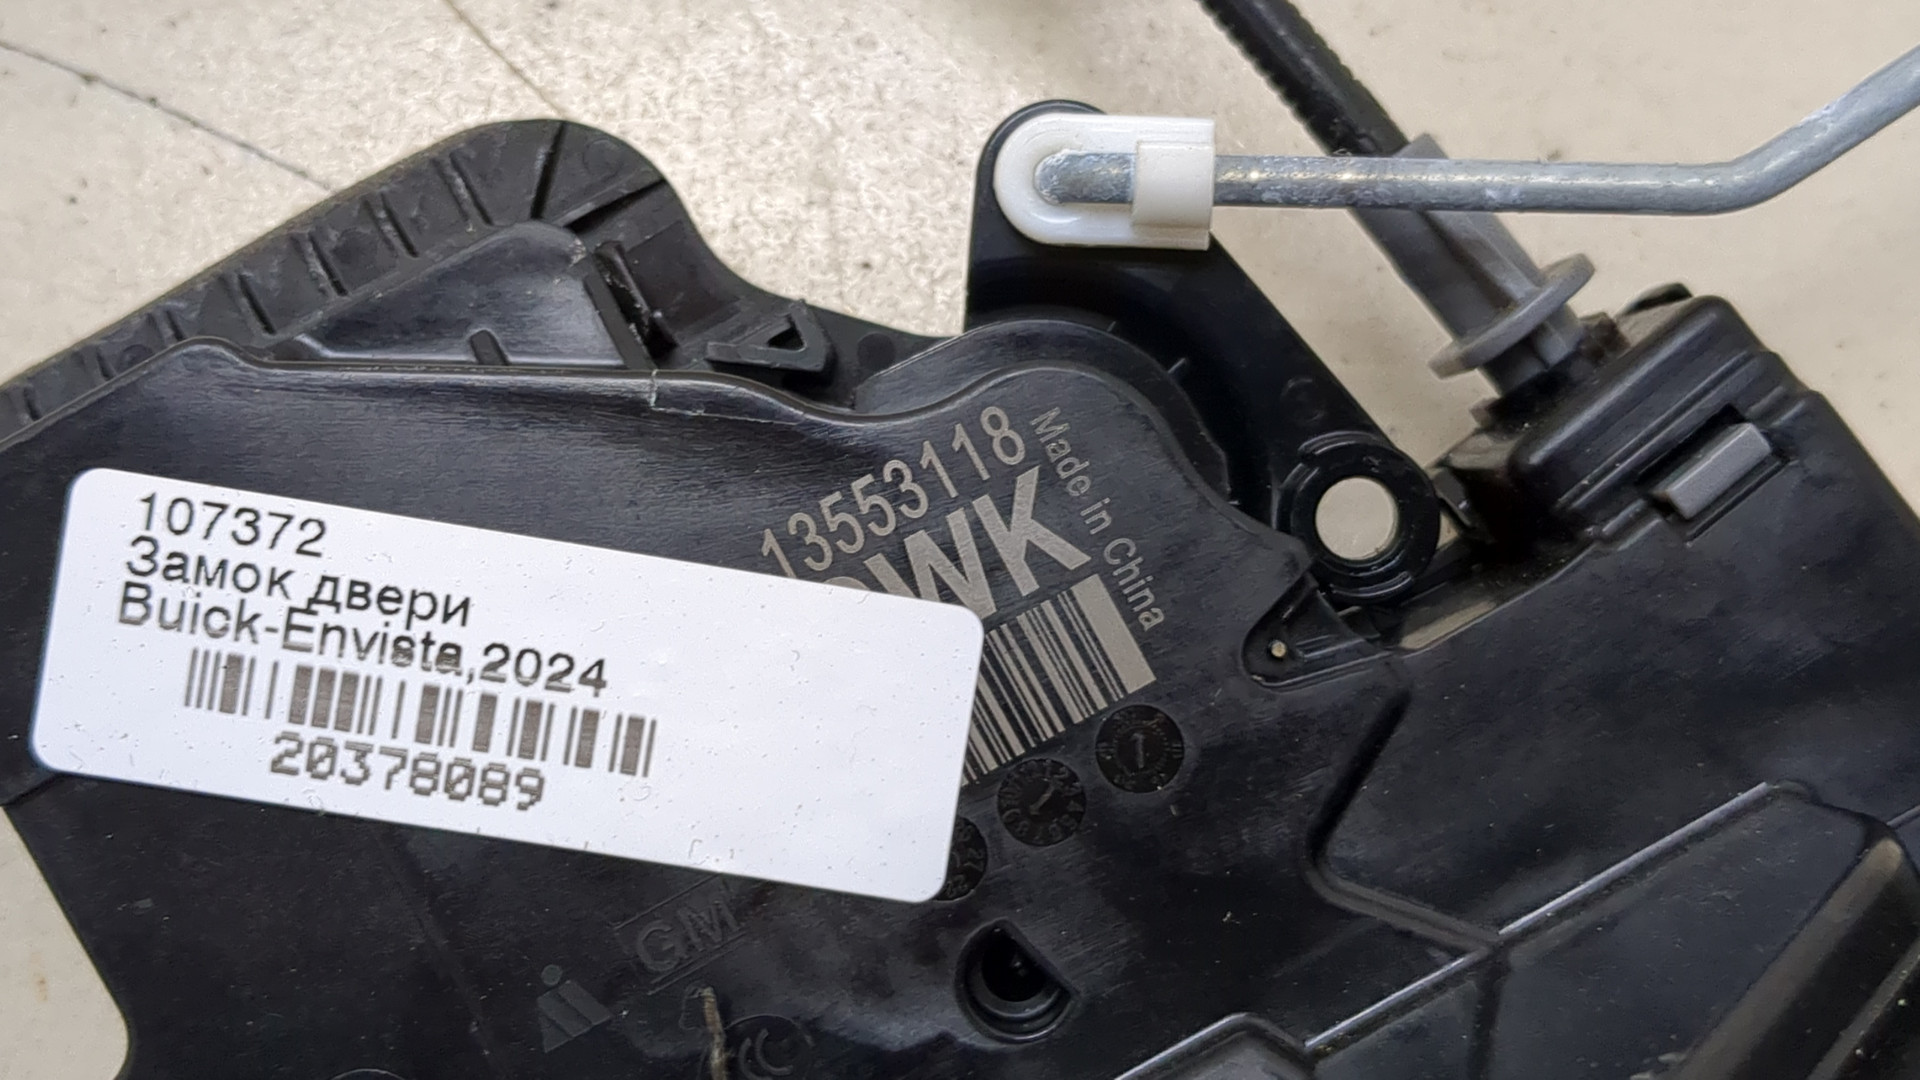 13553118
WK
Made in China
107372
Замок двери
Buick-Envista,2024
20378089
GM